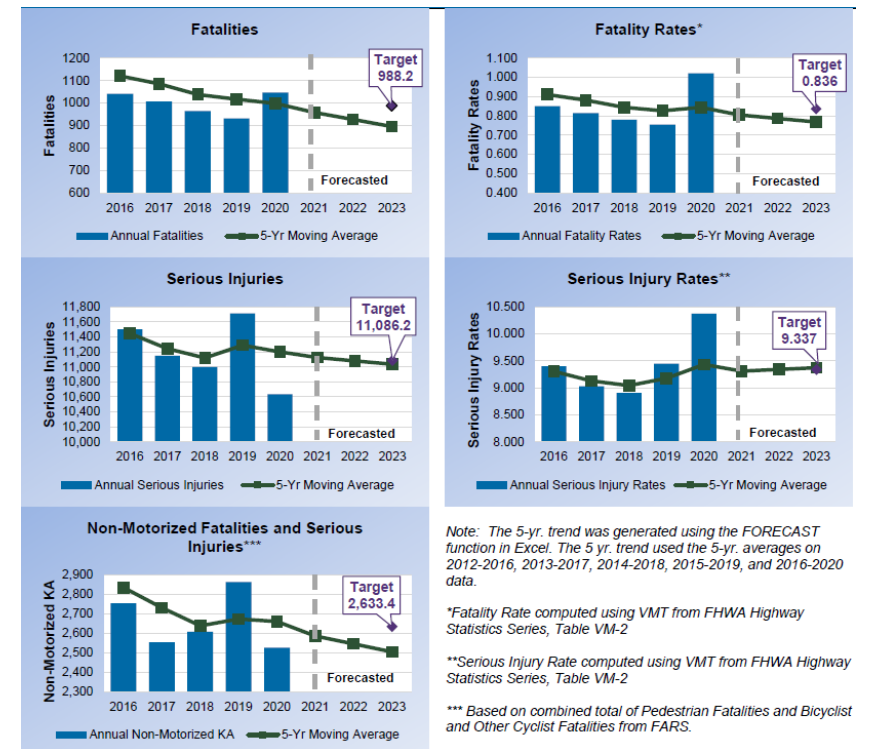 Fatalities
Target
988.2
1200
1100
1000
900
800
700
600
Fatalities
Forecasted
2016 2017 2018 2019 2020 2021 2022 2023
Annual Fatalities 5-Yr Moving Average
Fatality Rates*
Target
0.836
1.100
1.000
0.900
0.800
0.700
0.600
0.500
0.400
Fatality Rates
Forecasted
2016 2017 2018 2019 2020 2021 2022 2023
Annual Fatality Rates 5-Yr Moving Average
Serious Injuries
Target
11,086.2
11,800
11,600
11,400
11,200
11,000
10,800
10,600
10,400
10,200
10,000
Serious Injuries
Forecasted
2016 2017 2018 2019 2020 2021 2022 2023
Annual Serious Injuries 5-Yr Moving Average
Serious Injury Rates**
Target
9.337
10.500
10.000
9.500
9.000
8.500
8.000
Serious Injury Rates
Forecasted
2016 2017 2018 2019 2020 2021 2022 2023
Annual Serious Injury Rates 5-Yr Moving Average
Non-Motorized Fatalities and Serious
Injuries***
Target
2,633.4
2,900
2,800
2,700
2,600
2,500
2,400
2,300
Non-Motorized KA
Forecasted
2016 2017 2018 2019 2020 2021 2022 2023
Annual Non-Motorized KA 5-Yr Moving Average
Note: The 5-yr. trend was generated using the FORECAST
function in Excel. The 5 yr. trend used the 5-yr. averages on
2012-2016, 2013-2017, 2014-2018, 2015-2019, and 2016-2020
data.
*Fatality Rate computed using VMT from FHWA Highway
Statistics Series, Table VM-2
**Serious Injury Rate computed using VMT from FHWA Highway
Statistics Series, Table VM-2
*** Based on combined total of Pedestrian Fatalities and Bicyclist
and Other Cyclist Fatalities from FARS.